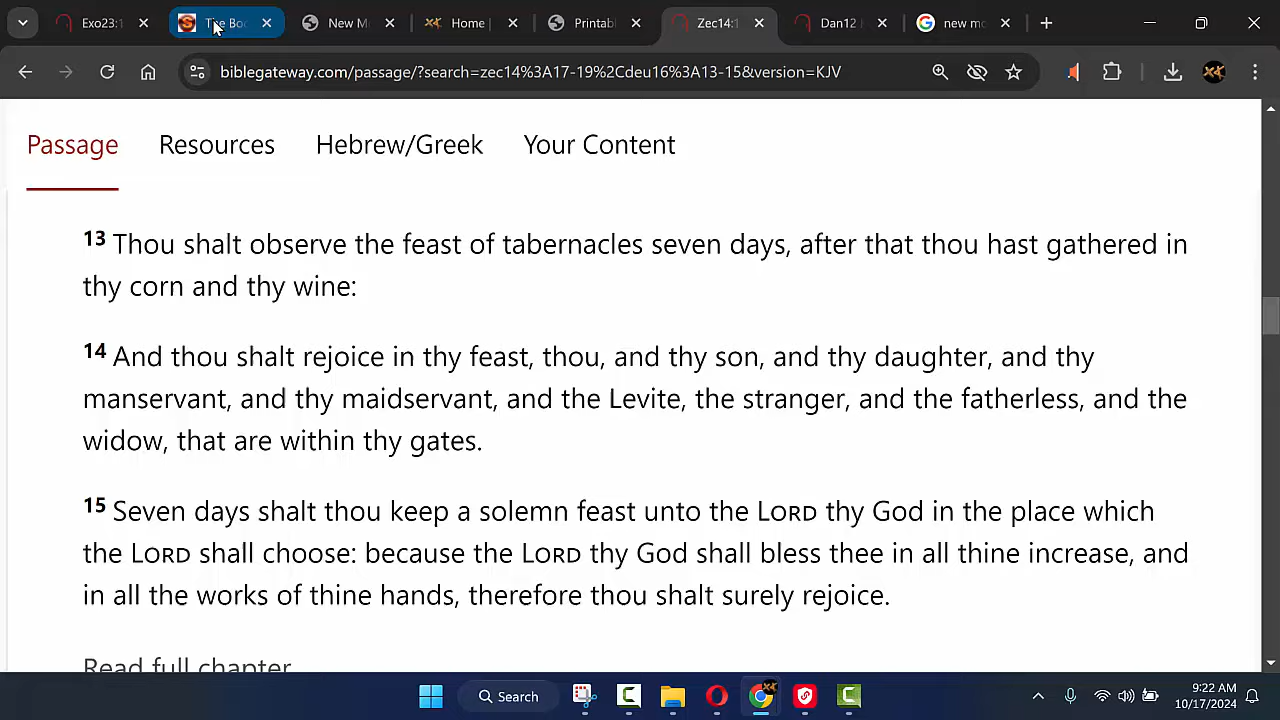 Exo23:1
The Boo
New M
Home
Printabl
Zec14:1
Dan12
new mo
biblegateway.com/passage/?search=zec14%3A17-19%2Cdeu16%3A13-15&version=KJV
Passage Resources Hebrew/Greek Your Content
13 Thou shalt observe the feast of tabernacles seven days, after that thou hast gathered in
thy corn and thy wine:
14 And thou shalt rejoice in thy feast, thou, and thy son, and thy daughter, and thy
manservant, and thy maidservant, and the Levite, the stranger, and the fatherless, and the
widow, that are within thy gates.
15 Seven days shalt thou keep a solemn feast unto the LORD thy God in the place which
the LORD shall choose: because the LORD thy God shall bless thee in all thine increase, and
in all the works of thine hands, therefore thou shalt surely rejoice.
Read full chapter
Search
9:22 AM
10/17/2024